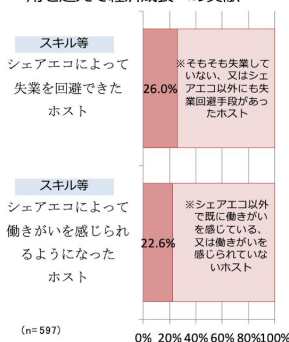 スキル等
シェアエコによって
失業を回避できた
ホスト
26.0%
※そもそも失業して
いない、又はシェ
アエコ以外にも失
業回避手段があっ
たホスト
スキル等
シェアエコによって
働きがいを感じられ
るようになった
ホスト
22.6%
※シェアエコ以外
で既に働きがい
を感じている、
又は働きがいを
感じられていな
いホスト
(n=597)
0% 20% 40% 60% 80%100%